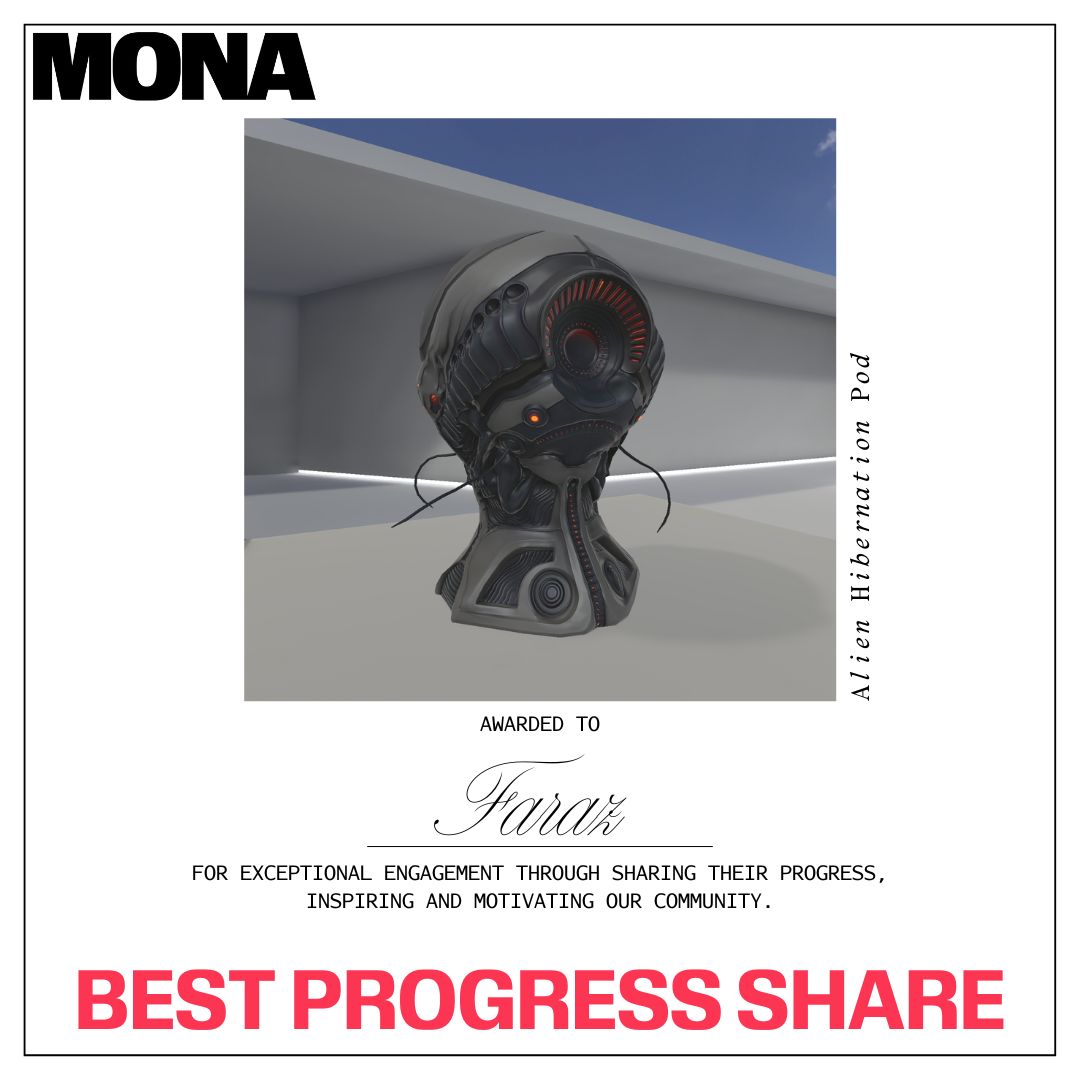 MONA
Alien Hibernation Pod
AWARDED TO
Faraz
FOR EXCEPTIONAL ENGAGEMENT THROUGH SHARING THEIR PROGRESS,
INSPIRING AND MOTIVATING OUR COMMUNITY.
BEST PROGRESS SHARE